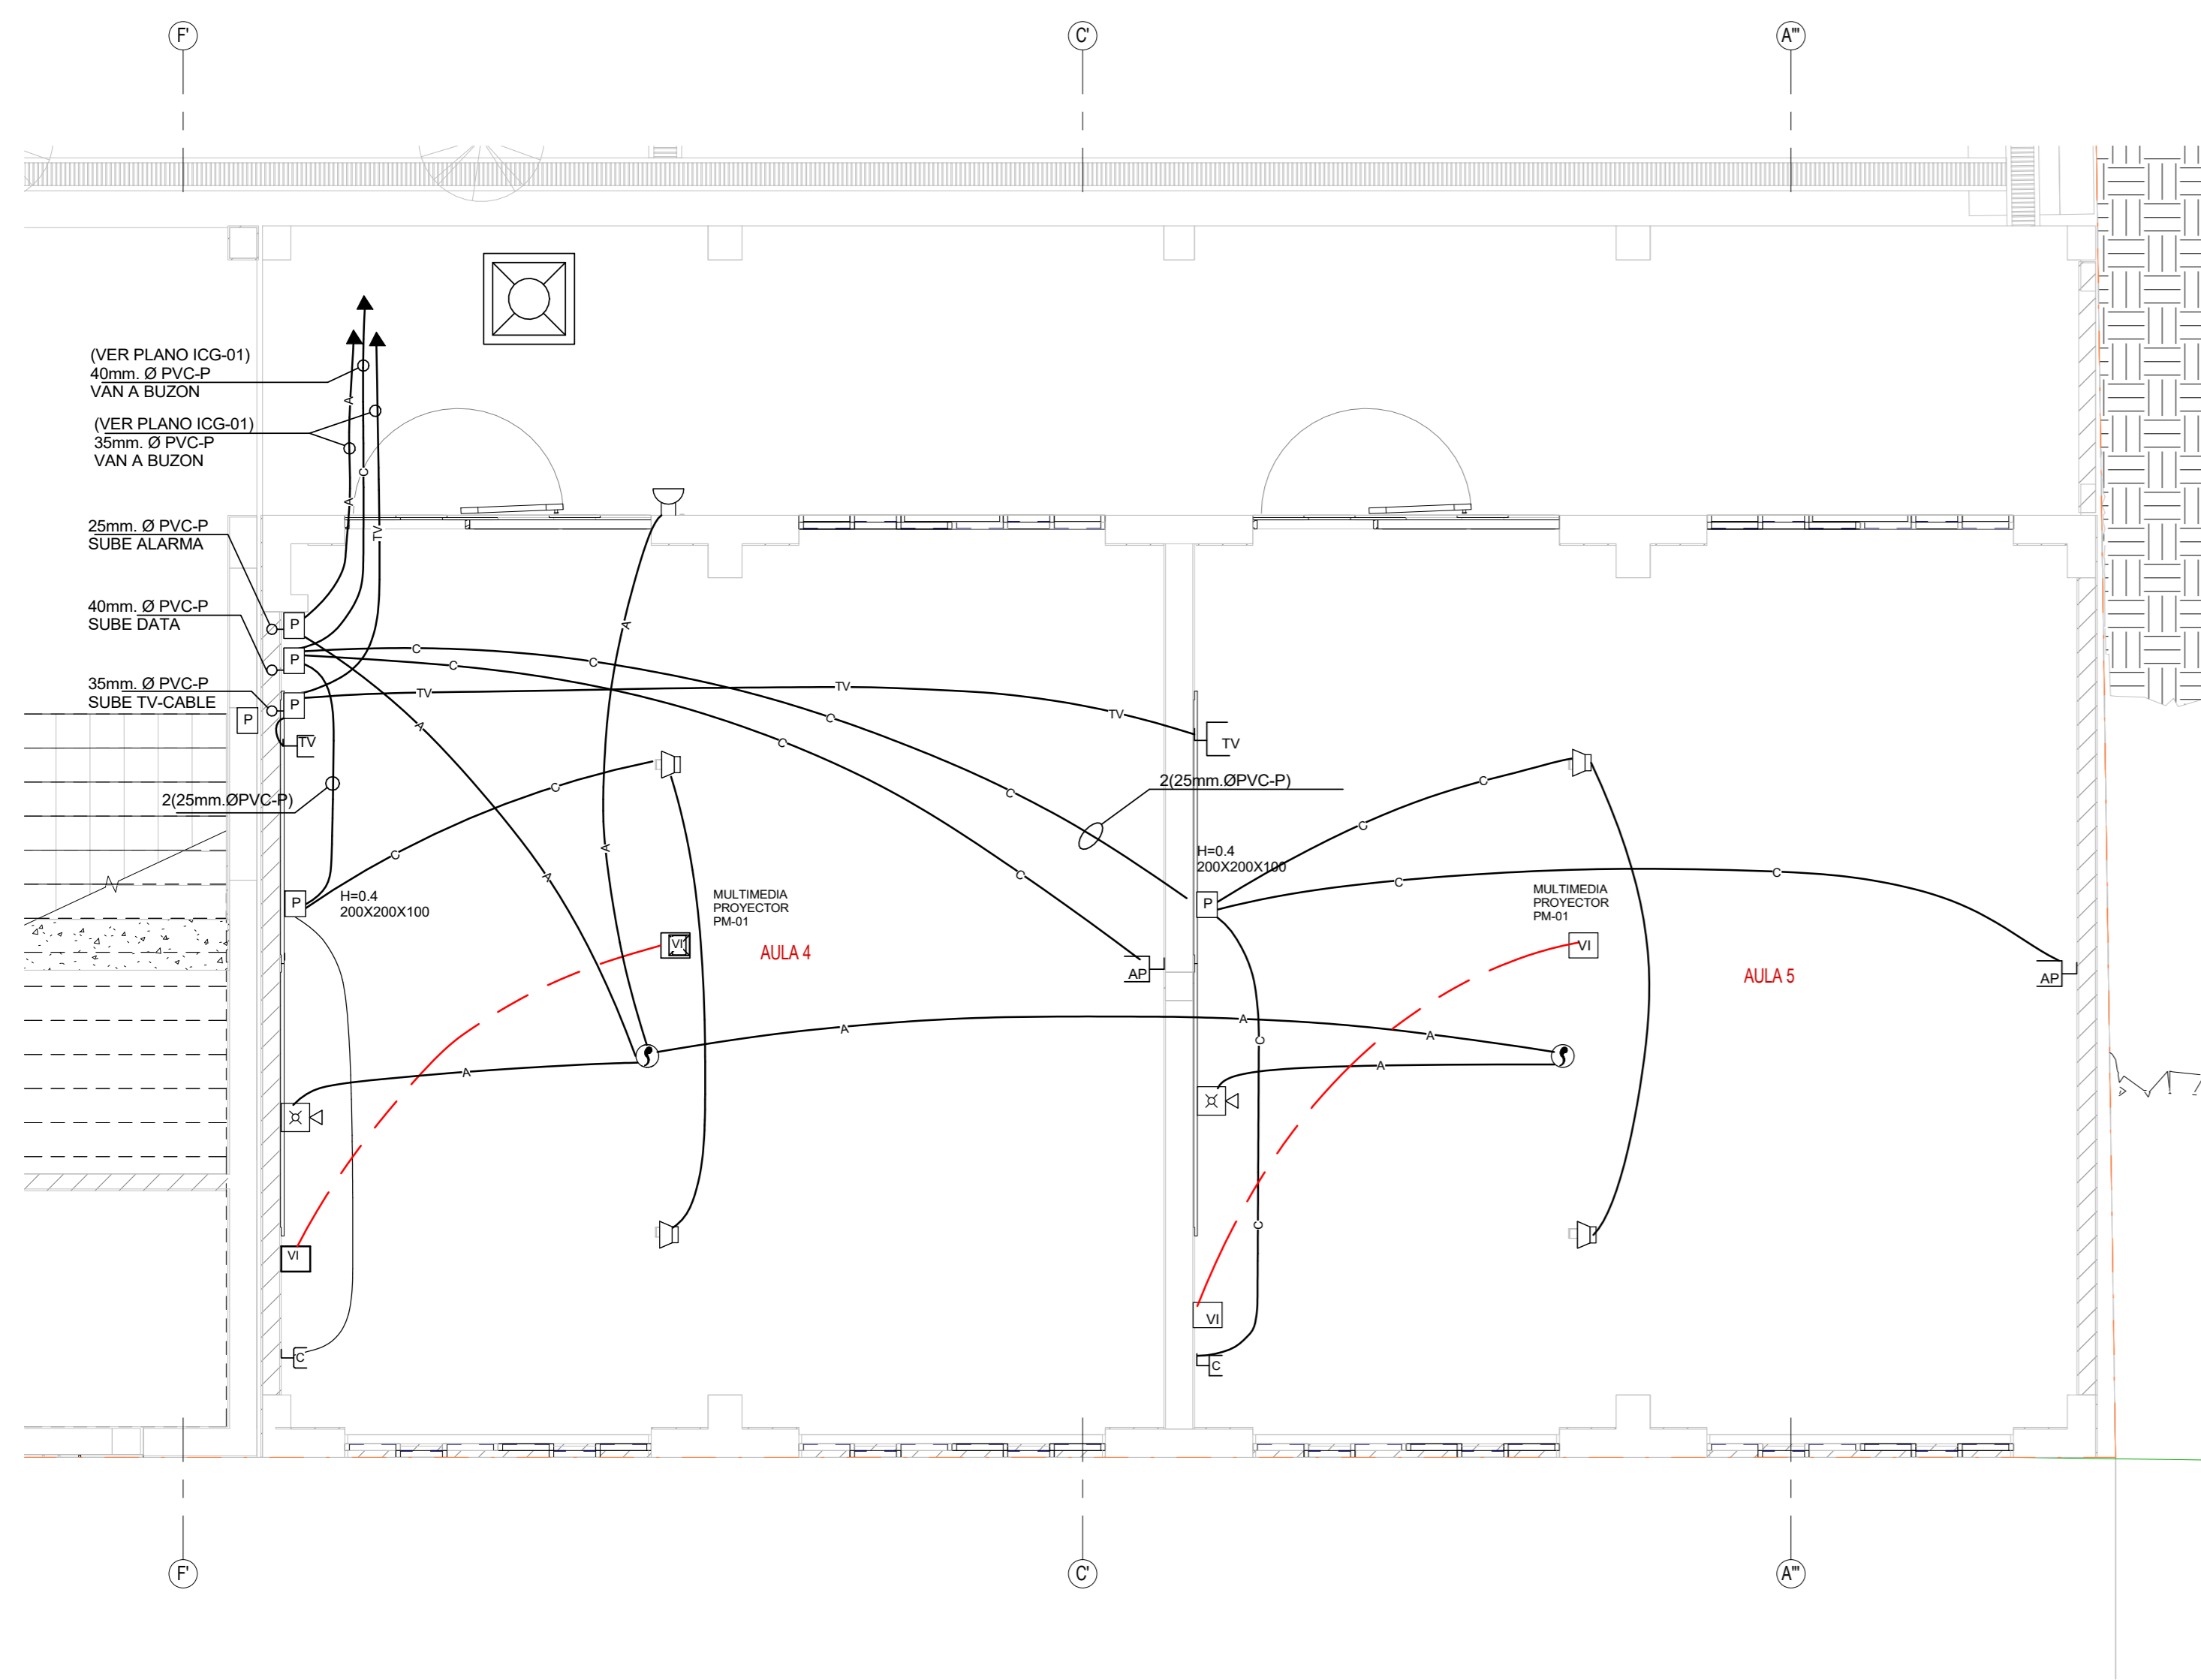 F'
C'
A'''
(VER PLANO ICG-01)
40mm. Ø PVC-P
VAN A BUZON
A
(VER PLANO ICG-01)
35mm. Ø PVC-P
VAN A BUZON
C
A
TV
25mm. Ø PVC-P
SUBE ALARMA
40mm. Ø PVC-P
SUBE DATA
35mm. Ø PVC-P
SUBE TV-CABLE
P
P
P
P
TV
A
C
C
C
TV
TV
TV
A
C
C
TV
2(25mm.ØPVC-P)
2(25mm.ØPVC-P)
C
C
C
C
C
A
A
C
C
H=0.4
200X200X100
H=0.4
200X200X100
C
C
P
P
MULTIMEDIA
PROYECTOR
PM-01
MULTIMEDIA
PROYECTOR
PM-01
VI
AULA 4
AP
VI
AULA 5
AP
A
A
A
C
A
A
C
VI
VI
C
C
F'
C'
A'''